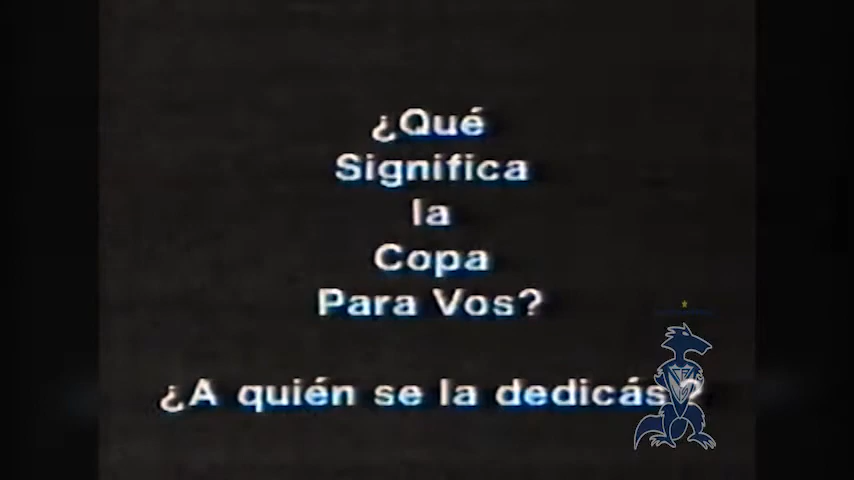 ¿Qué
Significa
la
Copa
Para Vos?
¿A quién se la dedicás?